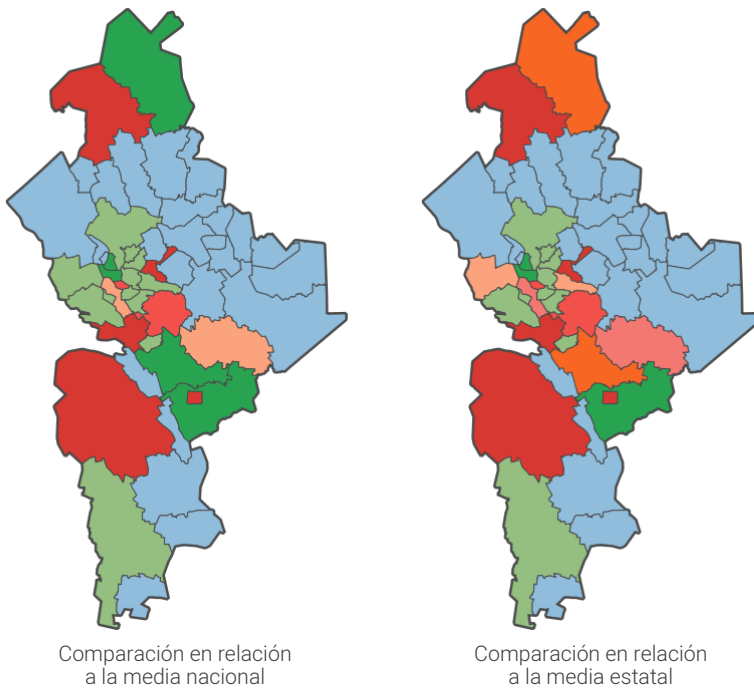 Comparación en relación
a la media nacional
Comparación en relación
a la media estatal